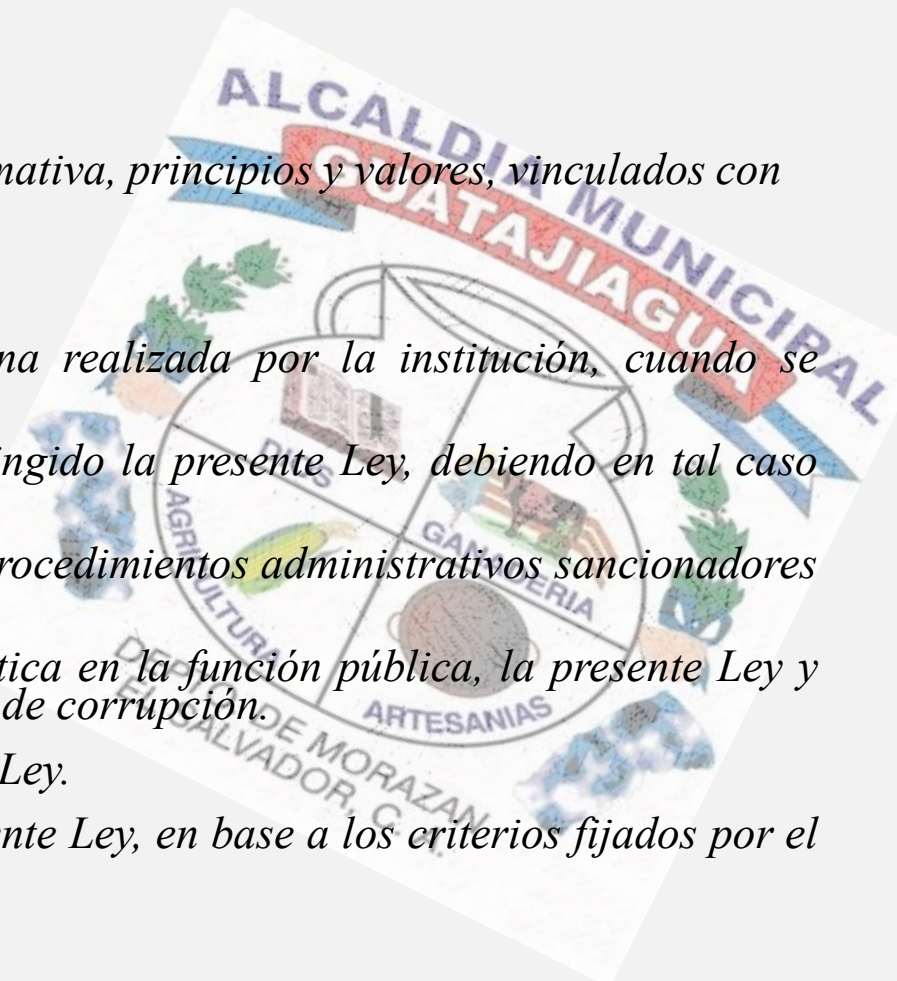 ALCALDIA MUNICIPAL
GUATAJIAGUA
mativa, principios y valores, vinculados con
na realizada por la institución, cuando se
ingido la presente Ley, debiendo en tal caso
rocedimientos administrativos sancionadores
tica en la función pública, la presente Ley y
de corrupción.
Ley.
nte Ley, en base a los criterios fijados por el
DIOS
AGRICULTURA
GANADERIA
ARTESANIAS
DEPTO. DE MORAZAN
EL SALVADOR, C. A.